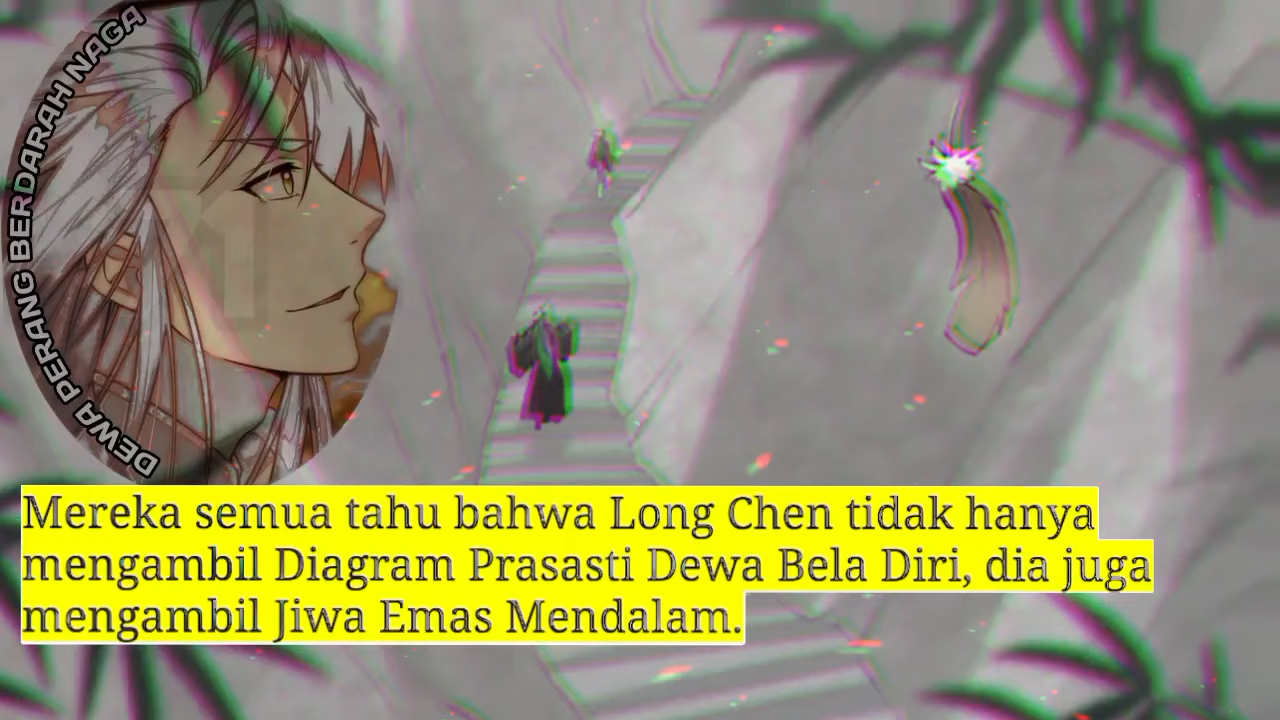 DEWA PERANG BERDARAH NAGA
Mereka semua tahu bahwa Long Chen tidak hanya
mengambil Diagram Prasasti Dewa Bela Diri, dia juga
mengambil Jiwa Emas Mendalam.